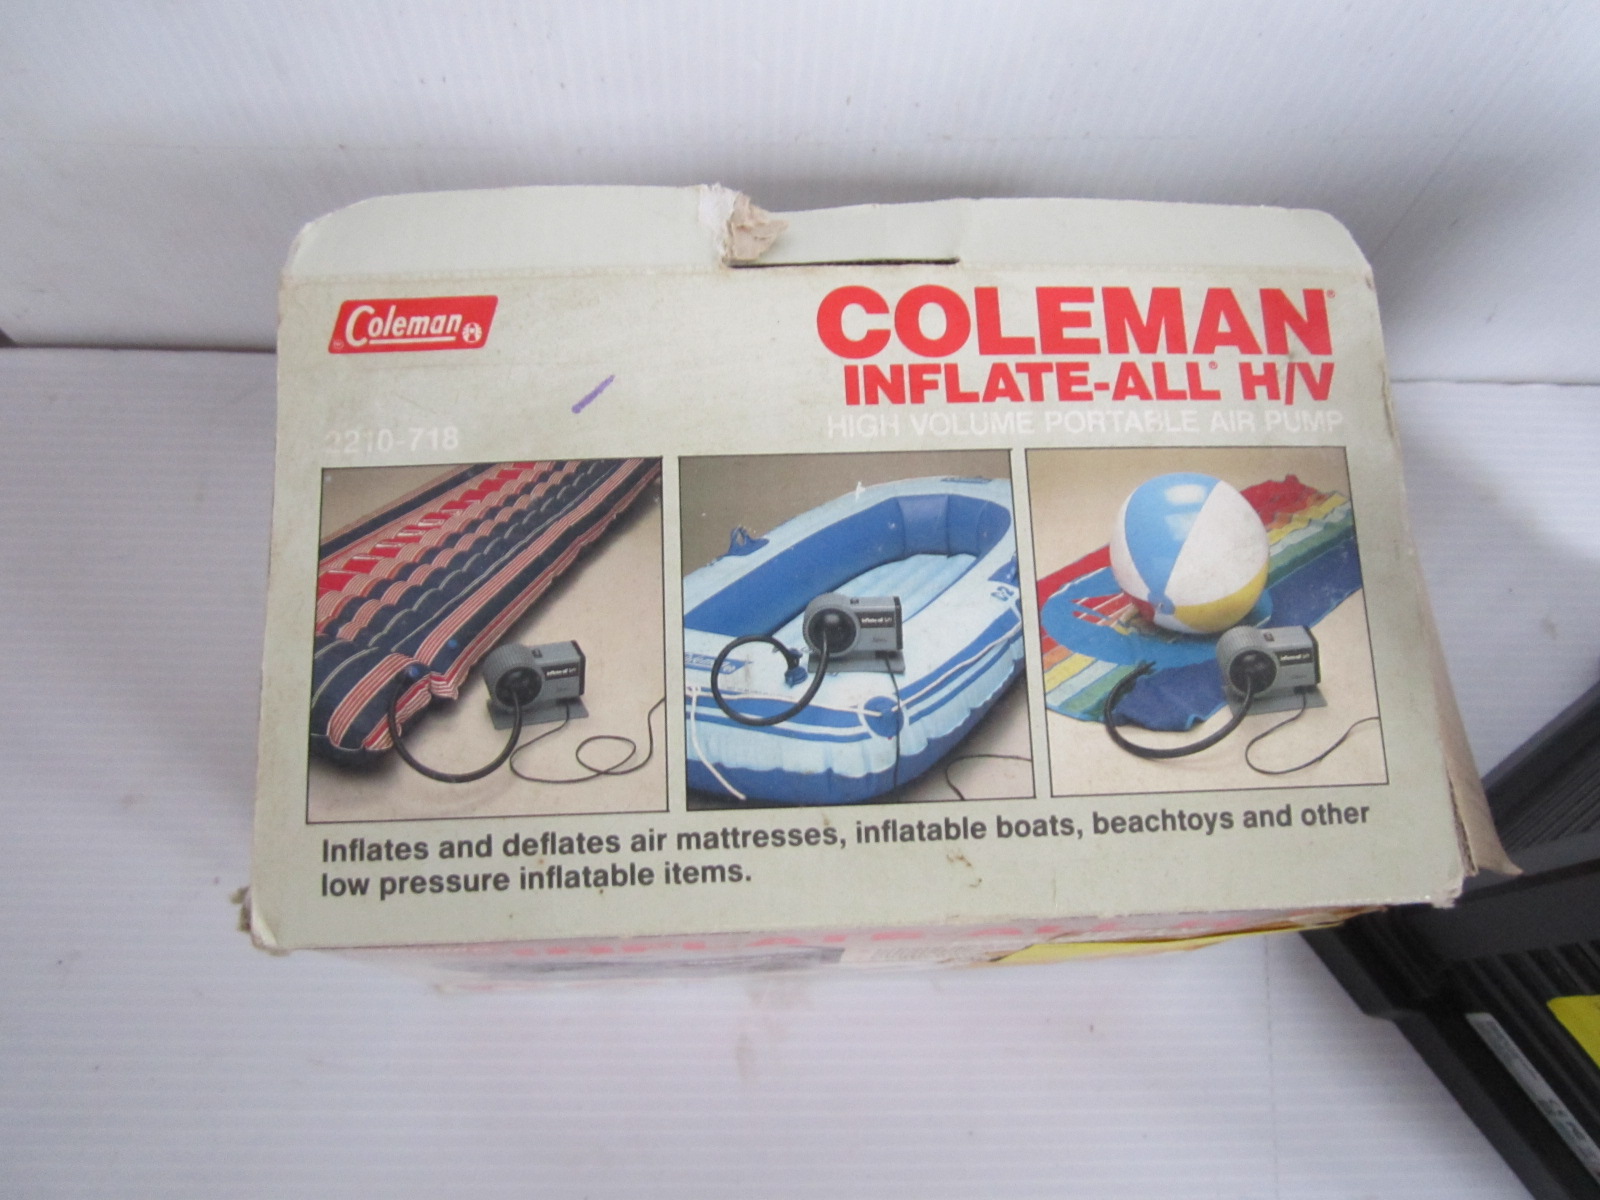 Coleman
COLEMAN®
INFLATE-ALL® H/V
HIGH VOLUME PORTABLE AIR PUMP
2210-718
Inflates and deflates air mattresses, inflatable boats, beachtoys and other
low pressure inflatable items.